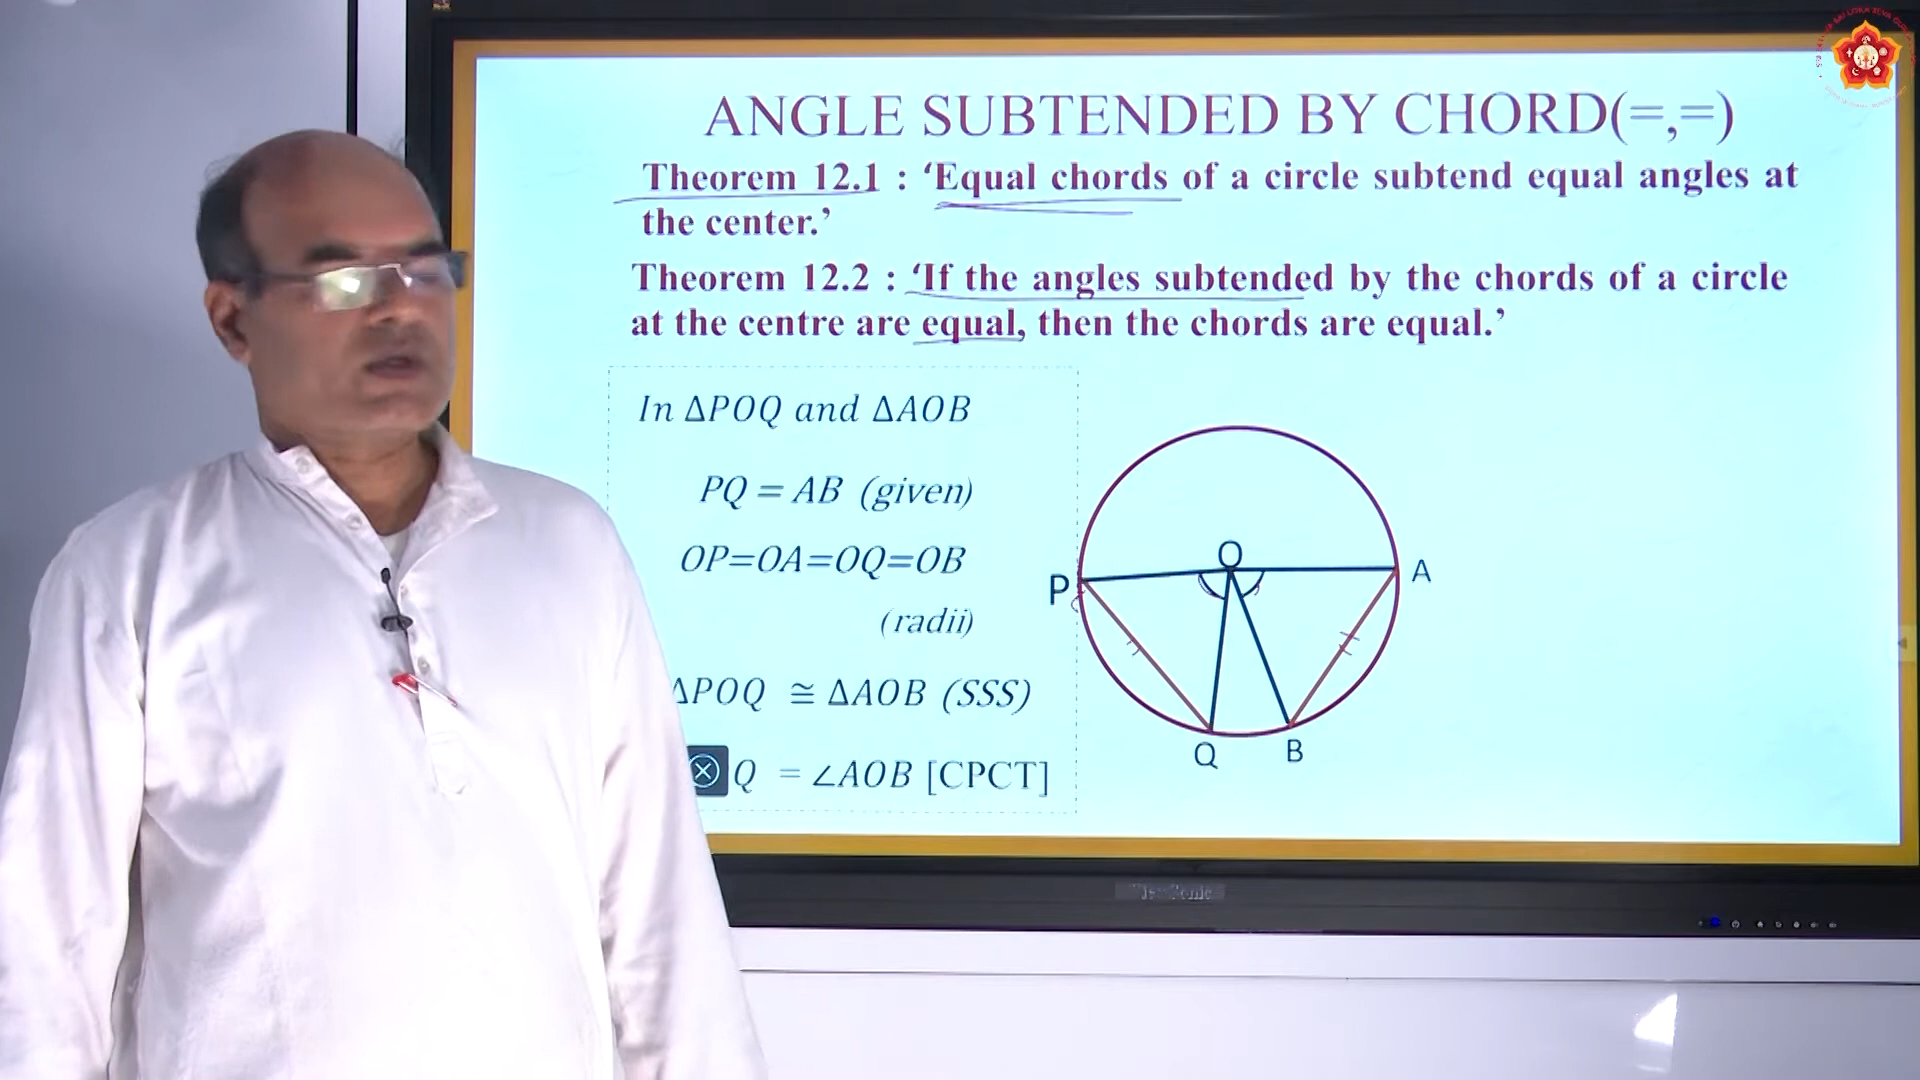 ANGLE SUBTENDED BY CHORD(=,=)
Theorem 12.1 : ‘Equal chords of a circle subtend equal angles at
the center.’
Theorem 12.2 : ‘If the angles subtended by the chords of a circle
at the centre are equal, then the chords are equal.’
In ΔPOQ and ΔAOB
PQ = AB (given)
OP=OA=OQ=OB
(radii)
ΔPOQ ≅ ΔAOB (SSS)
Q = ∠AOB [CPCT]
O
P
A
Q
B